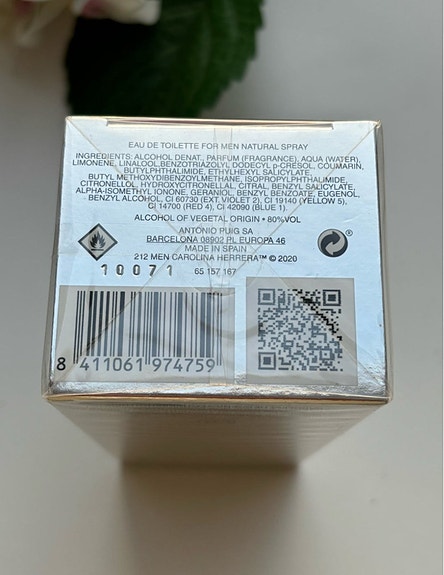 EAU DE TOILETTE FOR MEN NATURAL SPRAY
INGREDIENTS: ALCOHOL DENAT., PARFUM (FRAGRANCE), AQUA (WATER),
LIMONENE, LINALOOL,BENZOTRIAZOLYL DODECYL p-CRESOL, COUMARIN,
BUTYLPHTHALIMIDE, ETHYLHEXYL SALICYLATE,
BUTYL METHOXYDIBENZOYLMETHANE, ISOPROPYLPHTHALIMIDE,
CITRONELLOL, HYDROXYCITRONELLAL, CITRAL, BENZYL SALICYLATE,
ALPHA-ISOMETHYL IONONE, GERANIOL, BENZYL BENZOATE, EUGENOL,
BENZYL ALCOHOL, CI 60730 (EXT. VIOLET 2), CI 19140 (YELLOW 5),
CI 14700 (RED 4), CI 42090 (BLUE 1).
ALCOHOL OF VEGETAL ORIGIN • 80%VOL
ANTONIO PUIG SA
BARCELONA 08902 PL EUROPA 46
MADE IN SPAIN
212 MEN CAROLINA HERRERA™ © 2020
10071 65 157 167
®
8 411061 974759